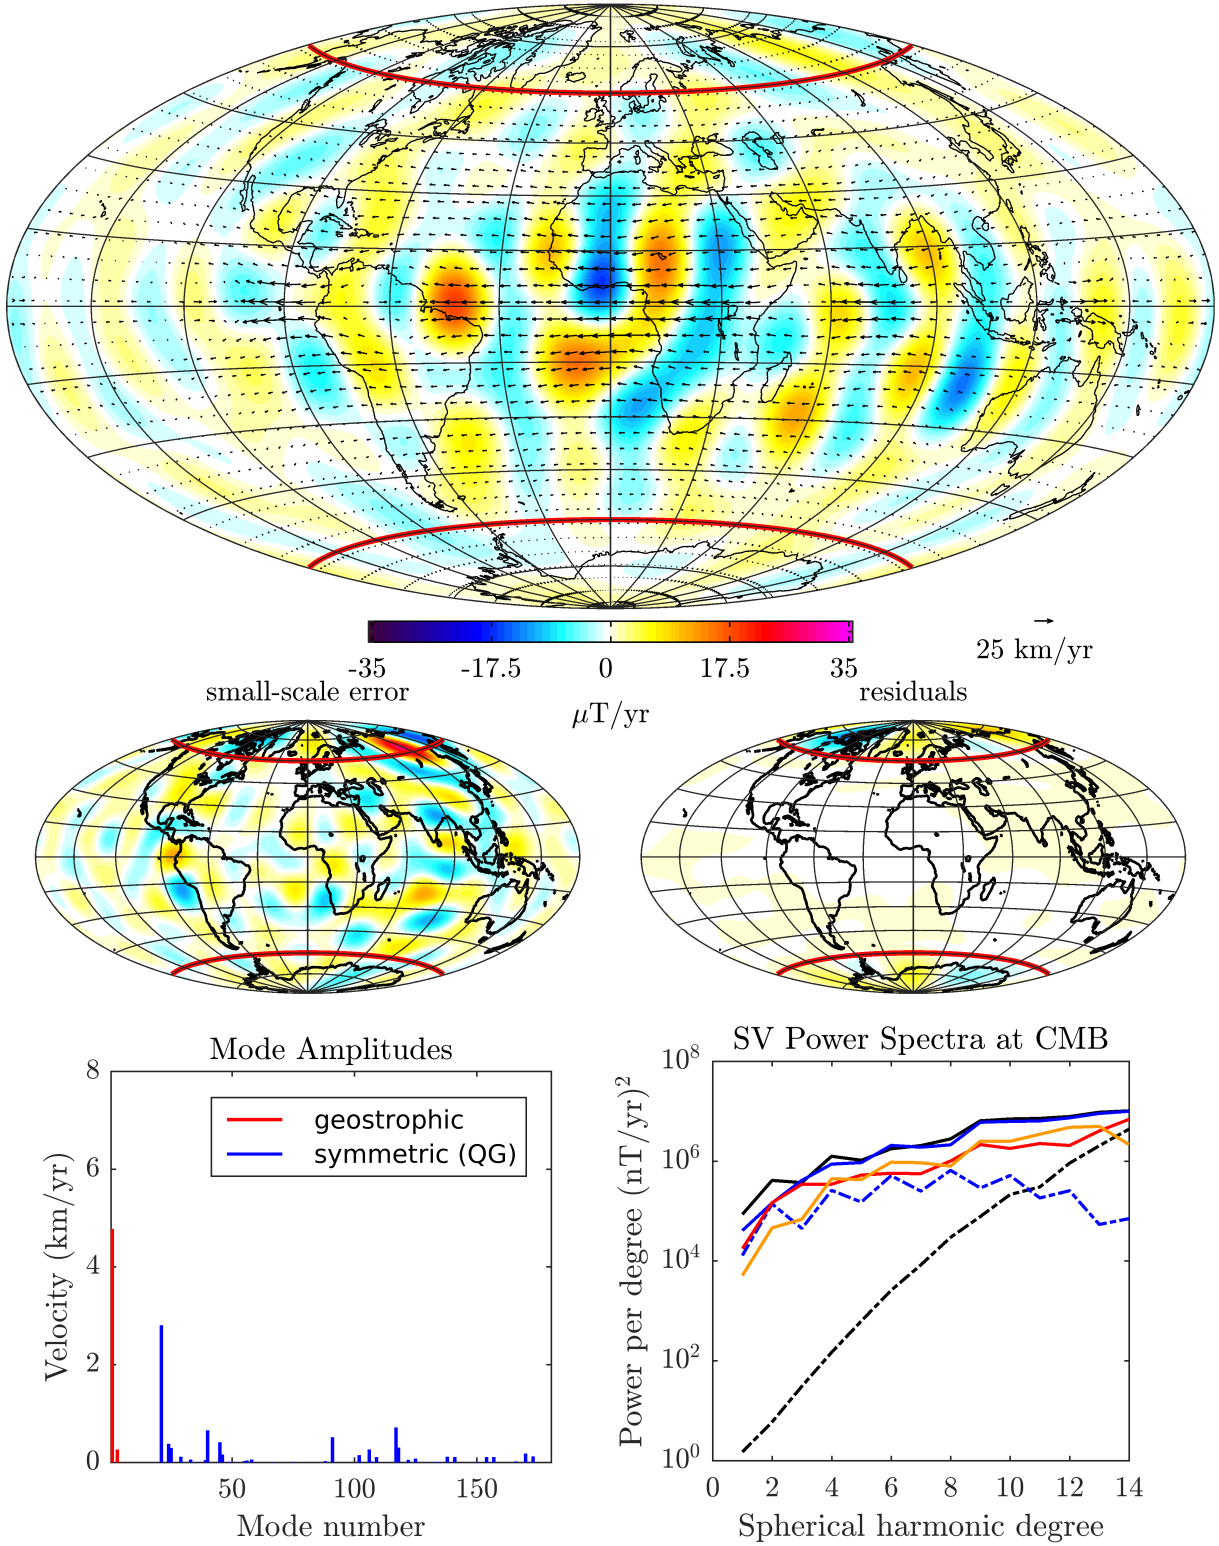 -35 -17.5 0 17.5 35
25 km/yr
μT/yr
small-scale error
residuals
Mode Amplitudes
8
6
4
2
0
Velocity (km/yr)
geostrophic
symmetric (QG)
50 100 150
Mode number
SV Power Spectra at CMB
10^8
10^6
10^4
10^2
10^0
Power per degree (nT/yr)^2
0 2 4 6 8 10 12 14
Spherical harmonic degree